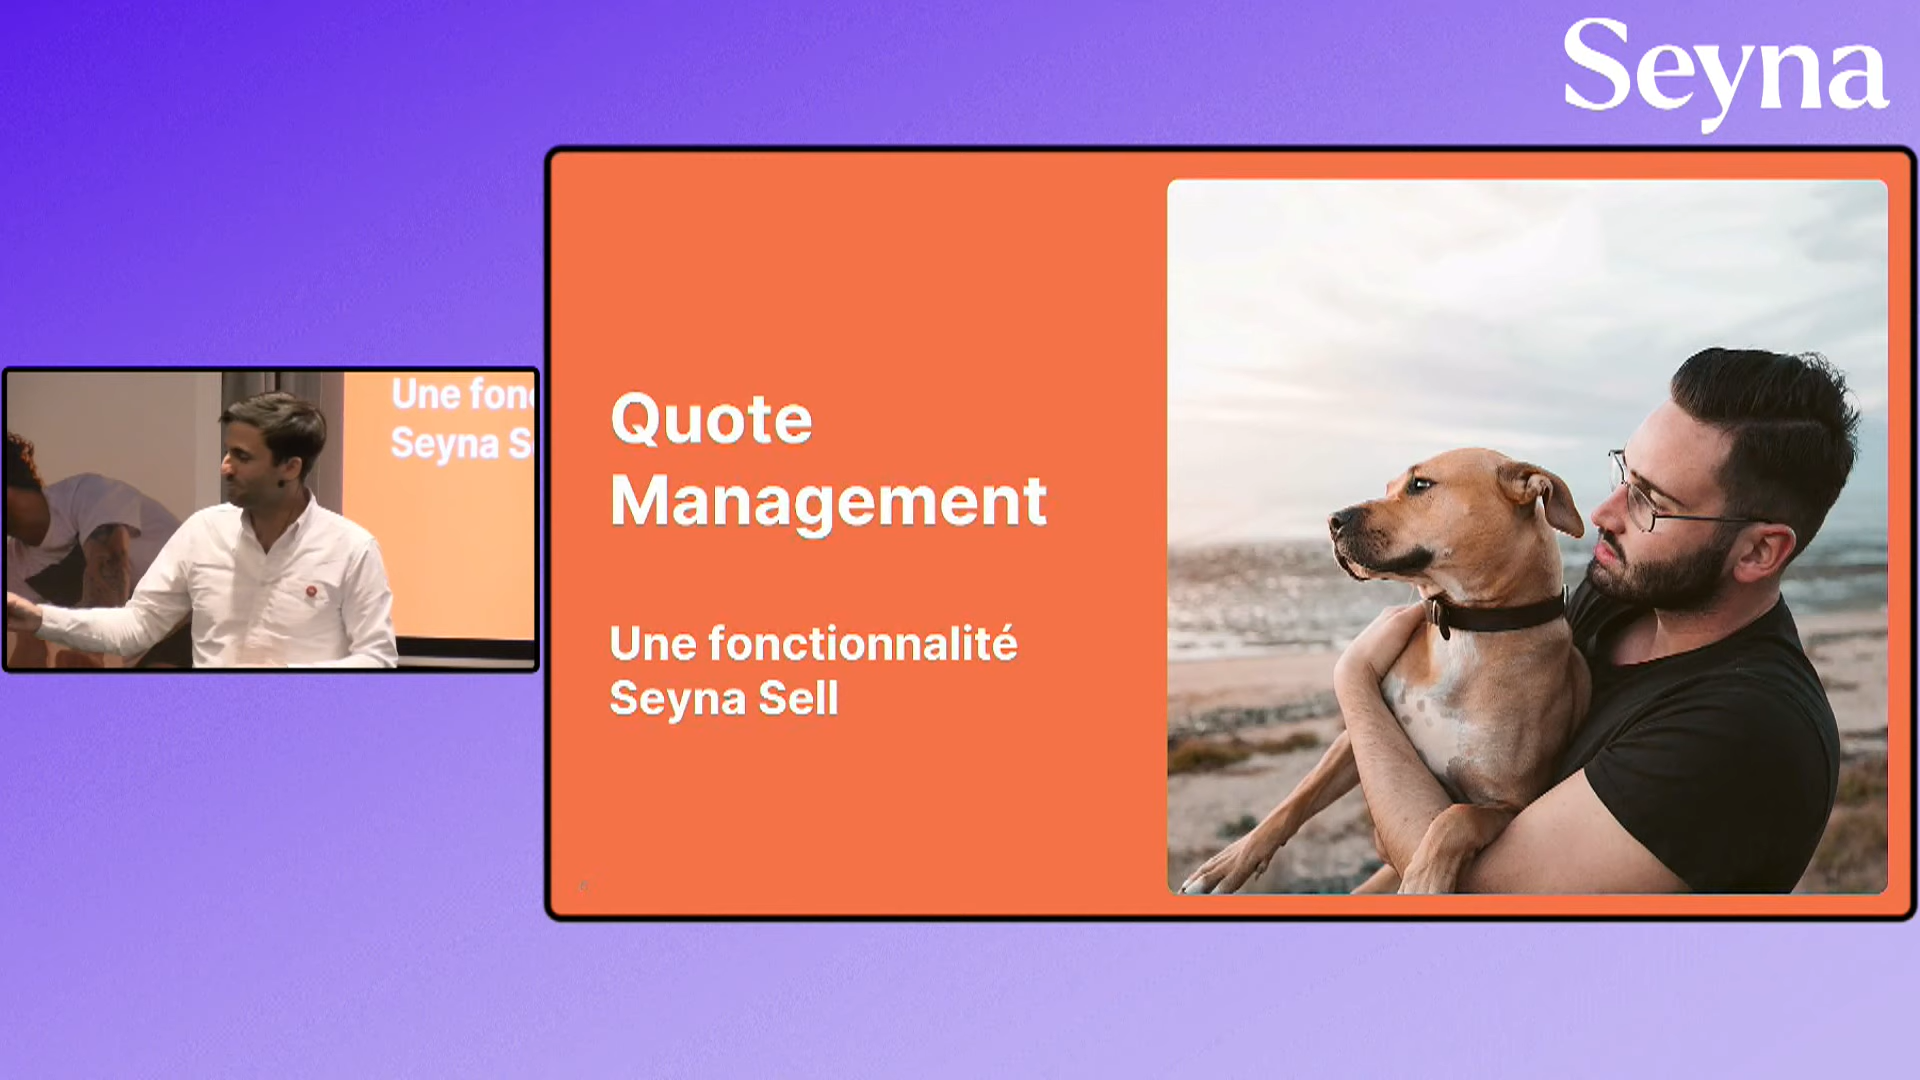 Seyna
Une fon
Seyna S
Quote
Management
Une fonctionnalité
Seyna Sell